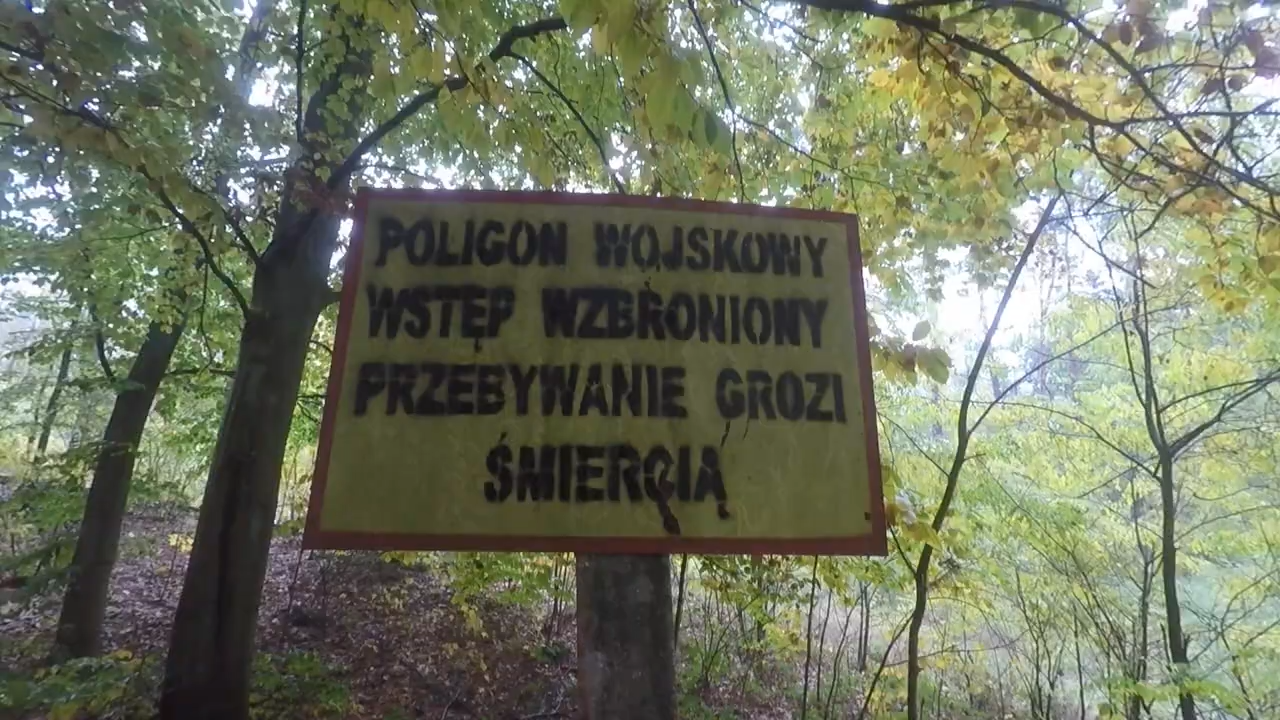 POLIGON WOJSKOWY
WSTĘP WZBRONIONY
PRZEBYWANIE GROZI
ŚMIERCIĄ